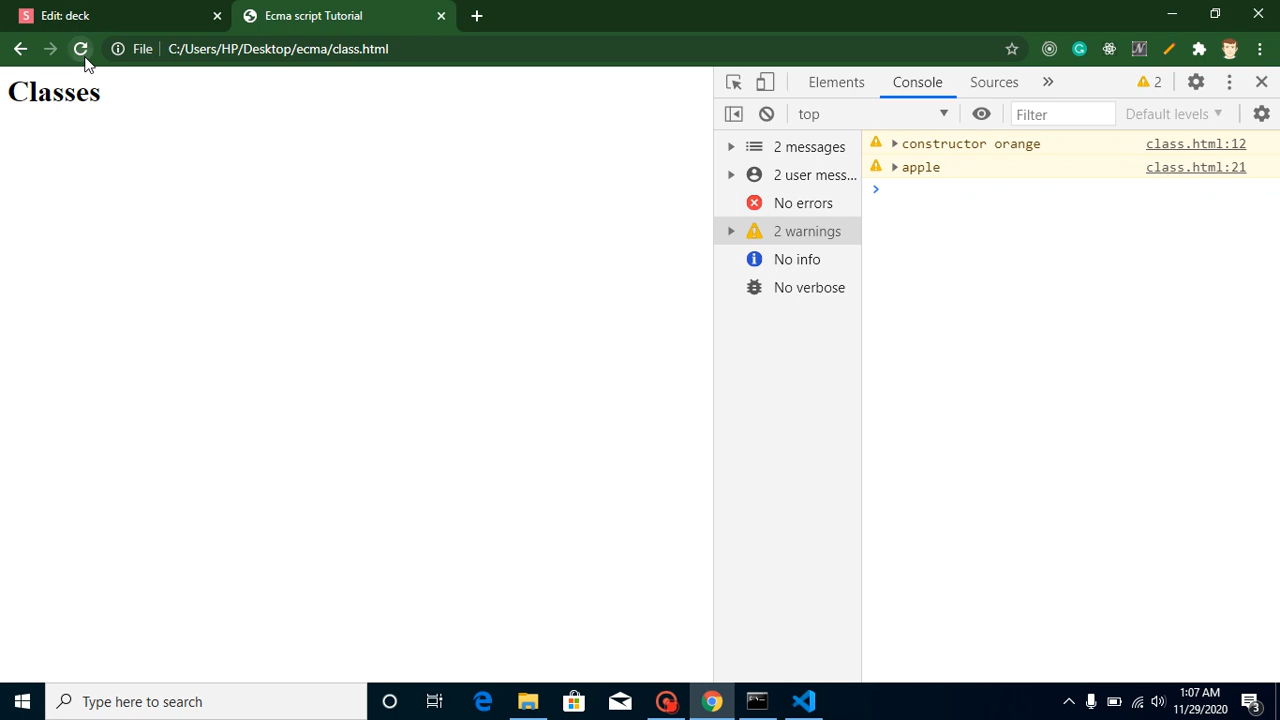 Edit: deck
Ecma script Tutorial
File
C:/Users/HP/Desktop/ecma/class.html
Classes
Elements
Console
Sources
2
top
Filter
Default levels
2 messages
2 user mess...
No errors
2 warnings
No info
No verbose
constructor orange
class.html:12
apple
class.html:21
Type here to search
1:07 AM
11/29/2020
3